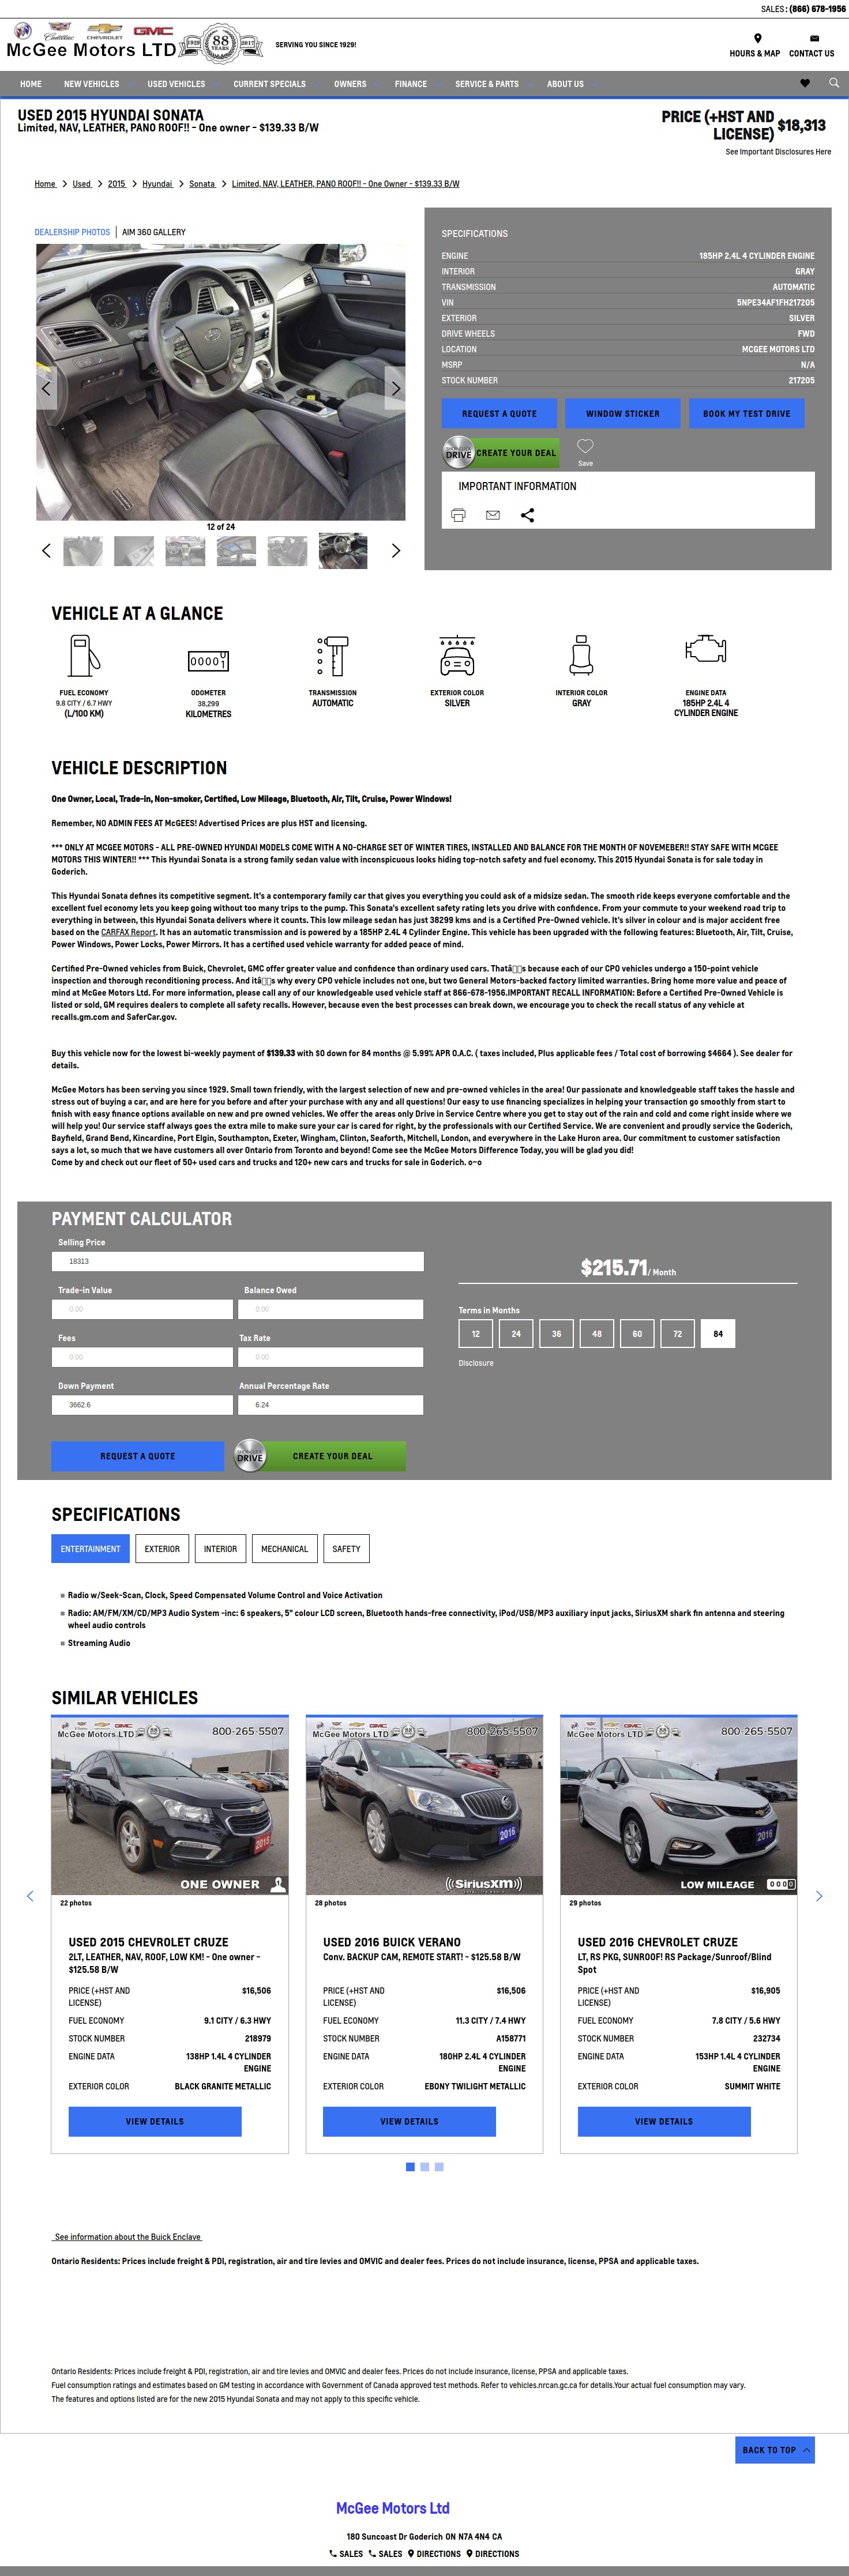 SALES : (866) 678-1956
Cadillac CHEVROLET GMC
McGee Motors LTD 1929 88 YEARS 2017
SERVING YOU SINCE 1929!
HOURS & MAP CONTACT US
HOME NEW VEHICLES USED VEHICLES CURRENT SPECIALS OWNERS FINANCE SERVICE & PARTS ABOUT US
USED 2015 HYUNDAI SONATA
Limited, NAV, LEATHER, PANO ROOF!! - One owner - $139.33 B/W
PRICE (+HST AND
LICENSE) $18,313
See Important Disclosures Here
Home Used 2015 Hyundai Sonata Limited, NAV, LEATHER, PANO ROOF!! - One Owner - $139.33 B/W
DEALERSHIP PHOTOS AIM 360 GALLERY
12 of 24
SPECIFICATIONS
ENGINE 185HP 2.4L 4 CYLINDER ENGINE
INTERIOR GRAY
TRANSMISSION AUTOMATIC
VIN 5NPE34AF1FH217205
EXTERIOR SILVER
DRIVE WHEELS FWD
LOCATION MCGEE MOTORS LTD
MSRP N/A
STOCK NUMBER 217205
REQUEST A QUOTE WINDOW STICKER BOOK MY TEST DRIVE
DRIVE CREATE YOUR DEAL
Save
IMPORTANT INFORMATION
VEHICLE AT A GLANCE
FUEL ECONOMY
9.8 CITY / 6.7 HWY
(L/100 KM)
ODOMETER
38,299
KILOMETRES
TRANSMISSION
AUTOMATIC
EXTERIOR COLOR
SILVER
INTERIOR COLOR
GRAY
ENGINE DATA
185HP 2.4L 4
CYLINDER ENGINE
VEHICLE DESCRIPTION
One Owner, Local, Trade-in, Non-smoker, Certified, Low Mileage, Bluetooth, Air, Tilt, Cruise, Power Windows!
Remember, NO ADMIN FEES AT McGEES! Advertised Prices are plus HST and licensing.
*** ONLY AT MCGEE MOTORS - ALL PRE-OWNED HYUNDAI MODELS COME WITH A NO-CHARGE SET OF WINTER TIRES, INSTALLED AND BALANCE FOR THE MONTH OF NOVEMEBER!! STAY SAFE WITH MCGEE
MOTORS THIS WINTER!! *** This Hyundai Sonata is a strong family sedan value with inconspicuous looks hiding top-notch safety and fuel economy. This 2015 Hyundai Sonata is for sale today in
Goderich.
This Hyundai Sonata defines its competitive segment. It's a contemporary family car that gives you everything you could ask of a midsize sedan. The smooth ride keeps everyone comfortable and the
excellent fuel economy lets you keep going without too many trips to the pump. This Sonata's excellent safety rating lets you drive with confidence. From your commute to your weekend road trip to
everything in between, this Hyundai Sonata delivers where it counts. This low mileage sedan has just 38299 kms and is a Certified Pre-Owned vehicle. It's silver in colour and is major accident free
based on the CARFAX Report. It has an automatic transmission and is powered by a 185HP 2.4L 4 Cylinder Engine. This vehicle has been upgraded with the following features: Bluetooth, Air, Tilt, Cruise,
Power Windows, Power Locks, Power Mirrors. It has a certified used vehicle warranty for added peace of mind.
Certified Pre-Owned vehicles from Buick, Chevrolet, GMC offer greater value and confidence than ordinary used cars. Thatâ□□s because each of our CPO vehicles undergo a 150-point vehicle
inspection and thorough reconditioning process. And itâ□□s why every CPO vehicle includes not one, but two General Motors-backed factory limited warranties. Bring home more value and peace of
mind at McGee Motors Ltd. For more information, please call any of our knowledgeable used vehicle staff at 866-678-1956.IMPORTANT RECALL INFORMATION: Before a Certified Pre-Owned Vehicle is
listed or sold, GM requires dealers to complete all safety recalls. However, because even the best processes can break down, we encourage you to check the recall status of any vehicle at
recalls.gm.com and SaferCar.gov.
Buy this vehicle now for the lowest bi-weekly payment of $139.33 with $0 down for 84 months @ 5.99% APR O.A.C. ( taxes included, Plus applicable fees / Total cost of borrowing $4664 ). See dealer for
details.
McGee Motors has been serving you since 1929. Small town friendly, with the largest selection of new and pre-owned vehicles in the area! Our passionate and knowledgeable staff takes the hassle and
stress out of buying a car, and are here for you before and after your purchase with any and all questions! Our easy to use financing specializes in helping your transaction go smoothly from start to
finish with easy finance options available on new and pre owned vehicles. We offer the areas only Drive in Service Centre where you get to stay out of the rain and cold and come right inside where we
will help you! Our service staff always goes the extra mile to make sure your car is cared for right, by the professionals with our Certified Service. We are convenient and proudly service the Goderich,
Bayfield, Grand Bend, Kincardine, Port Elgin, Southampton, Exeter, Wingham, Clinton, Seaforth, Mitchell, London, and everywhere in the Lake Huron area. Our commitment to customer satisfaction
says a lot, so much that we have customers all over Ontario from Toronto and beyond! Come see the McGee Motors Difference Today, you will be glad you did!
Come by and check out our fleet of 50+ used cars and trucks and 120+ new cars and trucks for sale in Goderich. o~o
PAYMENT CALCULATOR
Selling Price
18313
Trade-in Value Balance Owed
0.00 0.00
Fees Tax Rate
0.00 0.00
Down Payment Annual Percentage Rate
3662.6 6.24
REQUEST A QUOTE DRIVE CREATE YOUR DEAL
$215.71 / Month
Terms in Months
12 24 36 48 60 72 84
Disclosure
SPECIFICATIONS
ENTERTAINMENT EXTERIOR INTERIOR MECHANICAL SAFETY
Radio w/Seek-Scan, Clock, Speed Compensated Volume Control and Voice Activation
Radio: AM/FM/XM/CD/MP3 Audio System -inc: 6 speakers, 5" colour LCD screen, Bluetooth hands-free connectivity, iPod/USB/MP3 auxiliary input jacks, SiriusXM shark fin antenna and steering
wheel audio controls
Streaming Audio
SIMILAR VEHICLES
McGee Motors LTD 88 800-265-5507
2015
ONE OWNER
22 photos
USED 2015 CHEVROLET CRUZE
2LT, LEATHER, NAV, ROOF, LOW KM! - One owner -
$125.58 B/W
PRICE (+HST AND
LICENSE) $16,506
FUEL ECONOMY 9.1 CITY / 6.3 HWY
STOCK NUMBER 218979
ENGINE DATA 138HP 1.4L 4 CYLINDER
ENGINE
EXTERIOR COLOR BLACK GRANITE METALLIC
VIEW DETAILS
McGee Motors LTD 88 800-265-5507
2016
SiriusXM
28 photos
USED 2016 BUICK VERANO
Conv. BACKUP CAM, REMOTE START! - $125.58 B/W
PRICE (+HST AND
LICENSE) $16,506
FUEL ECONOMY 11.3 CITY / 7.4 HWY
STOCK NUMBER A158771
ENGINE DATA 180HP 2.4L 4 CYLINDER
ENGINE
EXTERIOR COLOR EBONY TWILIGHT METALLIC
VIEW DETAILS
McGee Motors LTD 88 800-265-5507
2016
LOW MILEAGE 000
29 photos
USED 2016 CHEVROLET CRUZE
LT, RS PKG, SUNROOF! RS Package/Sunroof/Blind
Spot
PRICE (+HST AND
LICENSE) $16,905
FUEL ECONOMY 7.8 CITY / 5.6 HWY
STOCK NUMBER 232734
ENGINE DATA 153HP 1.4L 4 CYLINDER
ENGINE
EXTERIOR COLOR SUMMIT WHITE
VIEW DETAILS
See information about the Buick Enclave
Ontario Residents: Prices include freight & PDI, registration, air and tire levies and OMVIC and dealer fees. Prices do not include insurance, license, PPSA and applicable taxes.
Ontario Residents: Prices include freight & PDI, registration, air and tire levies and OMVIC and dealer fees. Prices do not include insurance, license, PPSA and applicable taxes.
Fuel consumption ratings and estimates based on GM testing in accordance with Government of Canada approved test methods. Refer to vehicles.nrcan.gc.ca for details.Your actual fuel consumption may vary.
The features and options listed are for the new 2015 Hyundai Sonata and may not apply to this specific vehicle.
BACK TO TOP
McGee Motors Ltd
180 Suncoast Dr Goderich ON N7A 4N4 CA
SALES SALES DIRECTIONS DIRECTIONS